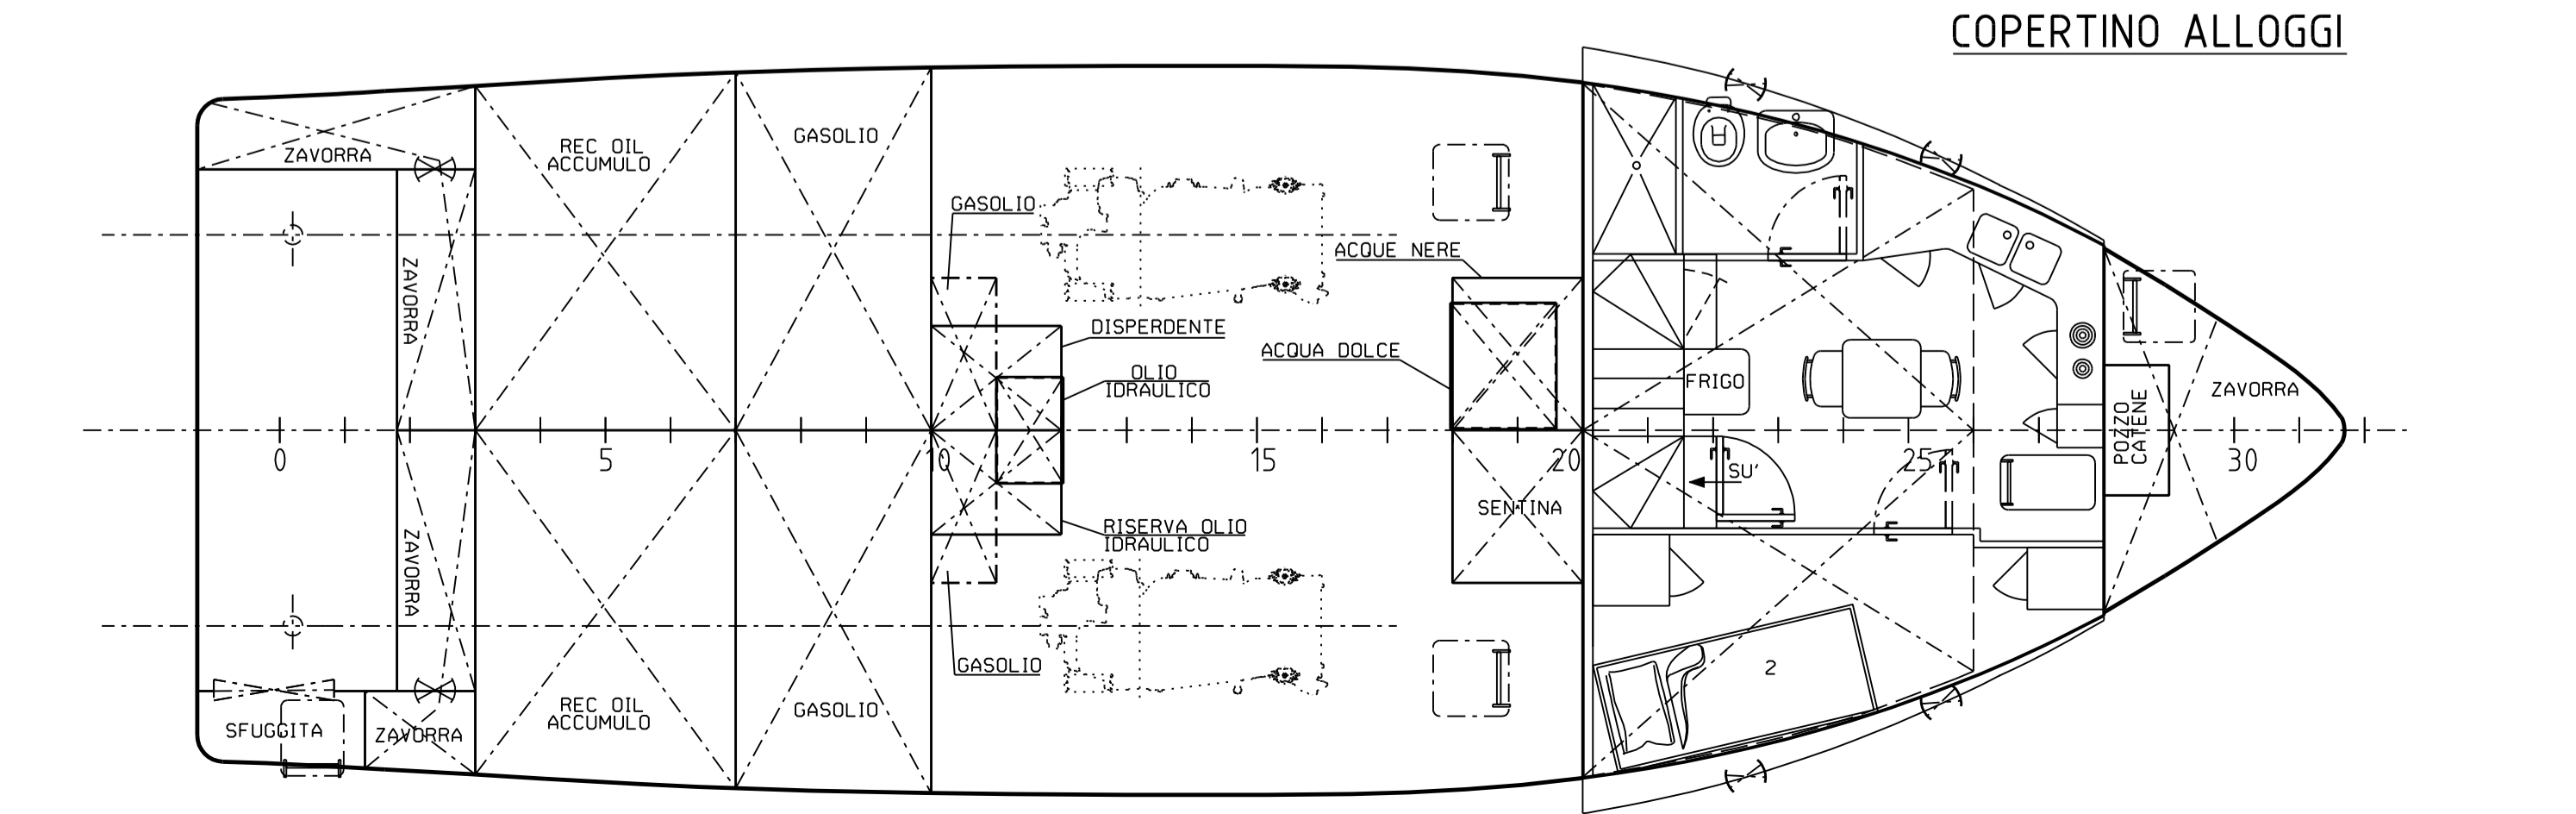 COPERTINO ALLOGGI
ZAVORRA
REC OIL
ACCUMULO
GASOLIO
GASOLIO
ACQUE NERE
ZAVORRA
DISPERDENTE
ACQUA DOLCE
OLIO
IDRAULICO
FRIGO
ZAVORRA
POZZO
CATENE
0
5
10
15
20
25
30
SU'
SENTINA
ZAVORRA
RISERVA OLIO
IDRAULICO
GASOLIO
2
REC OIL
ACCUMULO
GASOLIO
SFUGGITA
ZAVORRA